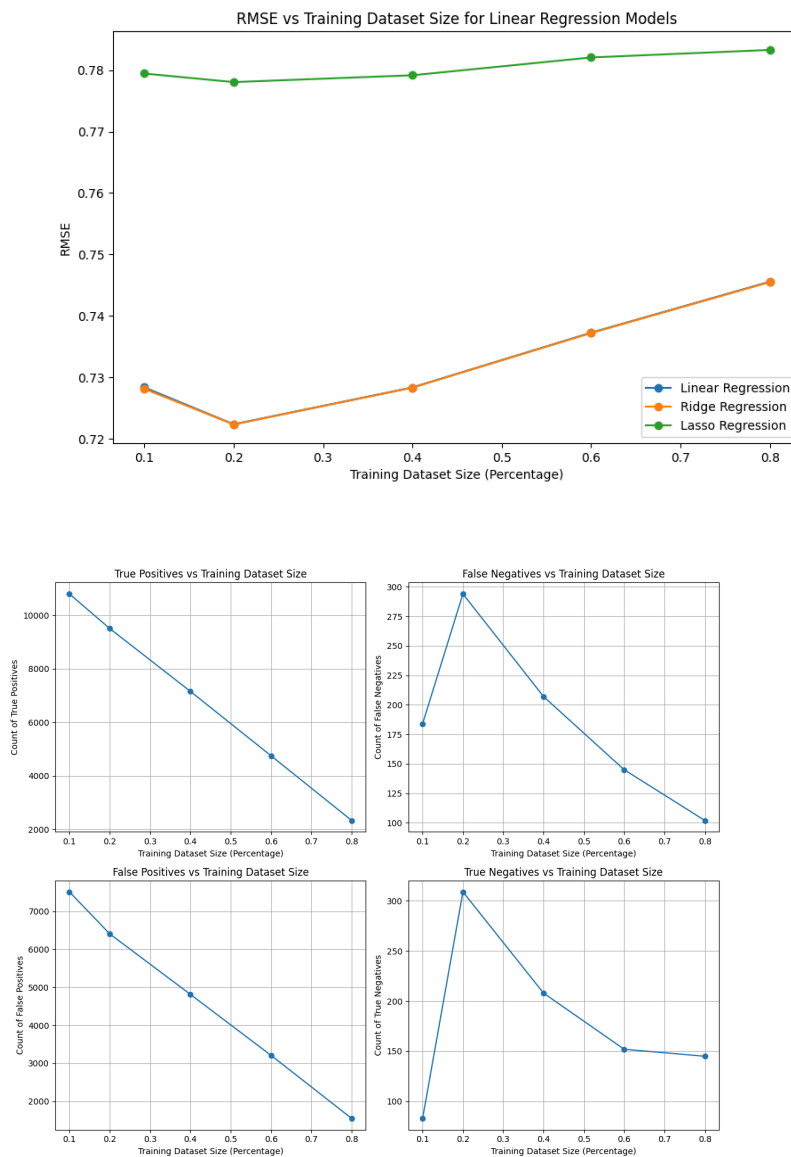 RMSE vs Training Dataset Size for Linear Regression Models
0.78
0.77
0.76
0.75
0.74
0.73
0.72
RMSE
0.1 0.2 0.3 0.4 0.5 0.6 0.7 0.8
Training Dataset Size (Percentage)
Linear Regression
Ridge Regression
Lasso Regression
True Positives vs Training Dataset Size
10000
8000
6000
4000
2000
Count of True Positives
0.1 0.2 0.3 0.4 0.5 0.6 0.7 0.8
Training Dataset Size (Percentage)
False Negatives vs Training Dataset Size
300
275
250
225
200
175
150
125
100
Count of False Negatives
0.1 0.2 0.3 0.4 0.5 0.6 0.7 0.8
Training Dataset Size (Percentage)
False Positives vs Training Dataset Size
7000
6000
5000
4000
3000
2000
Count of False Positives
0.1 0.2 0.3 0.4 0.5 0.6 0.7 0.8
Training Dataset Size (Percentage)
True Negatives vs Training Dataset Size
300
250
200
150
100
Count of True Negatives
0.1 0.2 0.3 0.4 0.5 0.6 0.7 0.8
Training Dataset Size (Percentage)